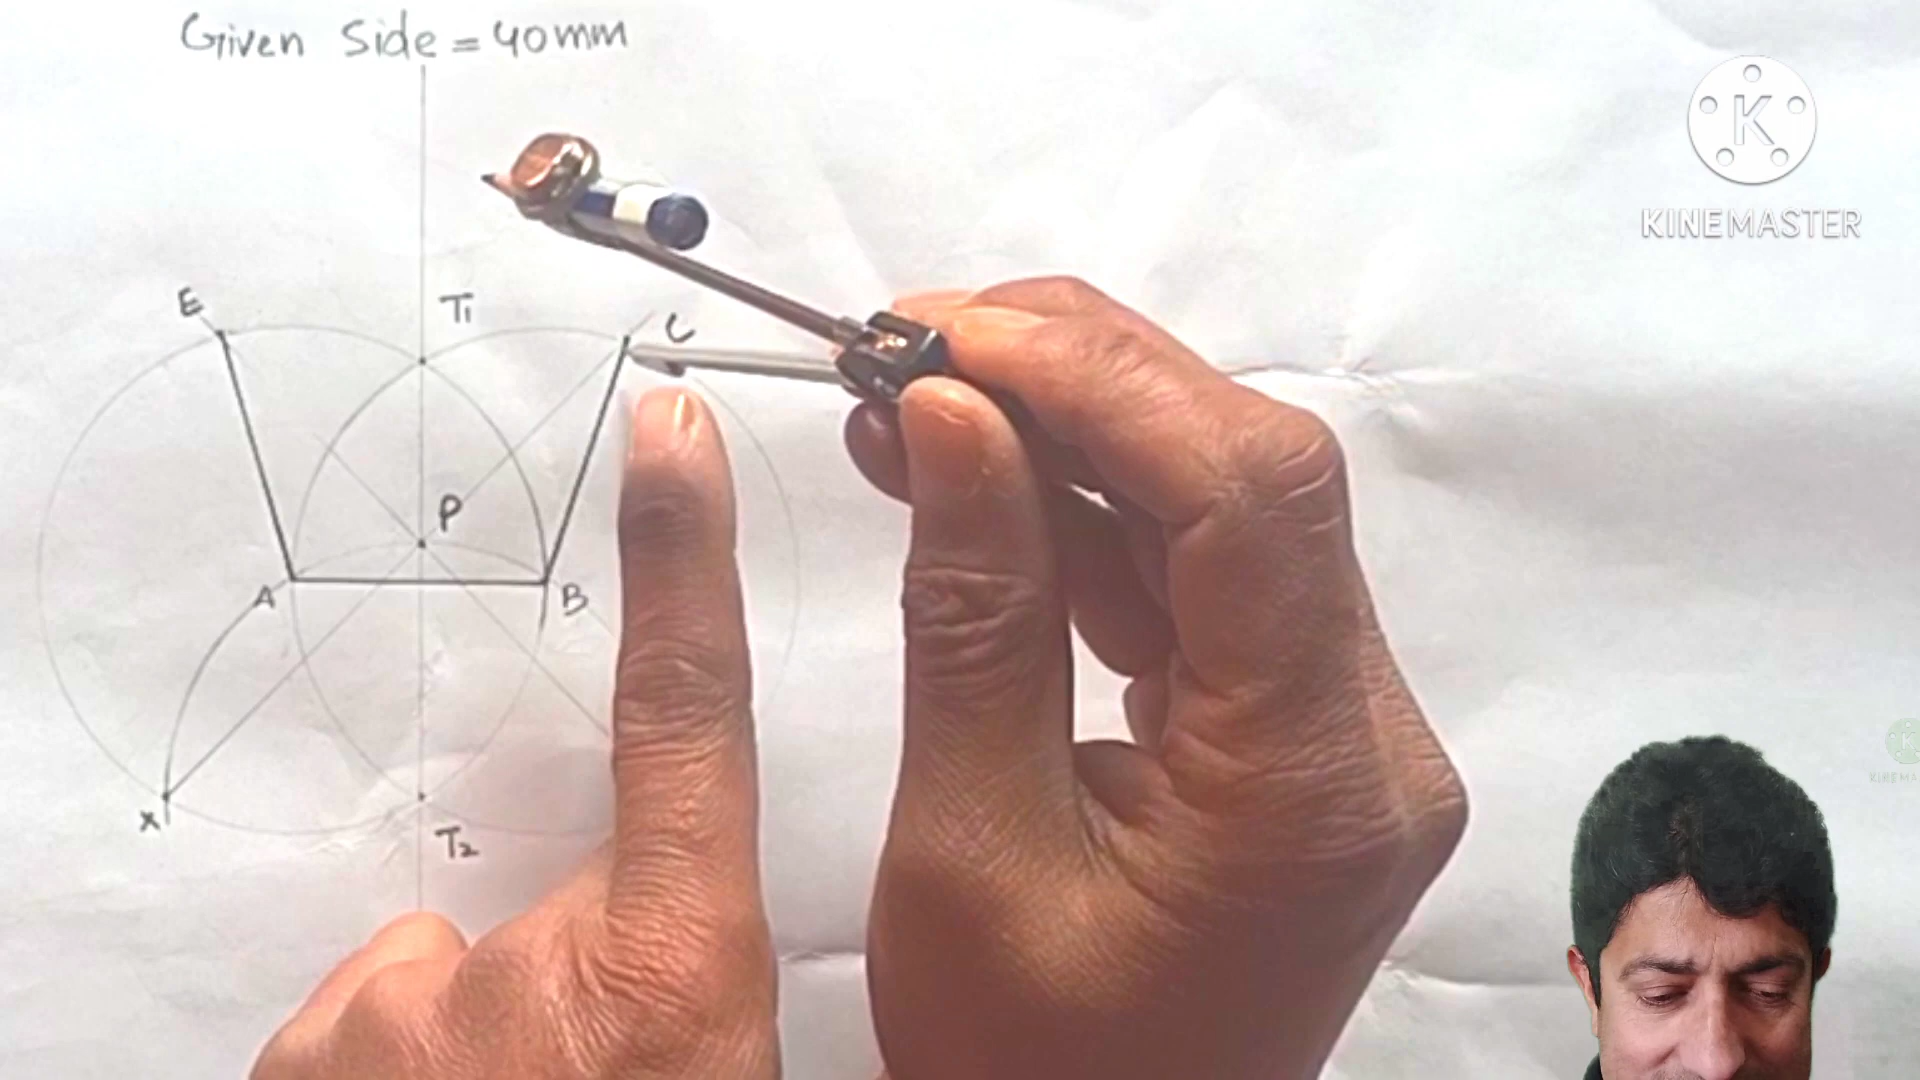 Given Side = 40mm
KINEMASTER
E
T1
C
P
A
B
X
T2